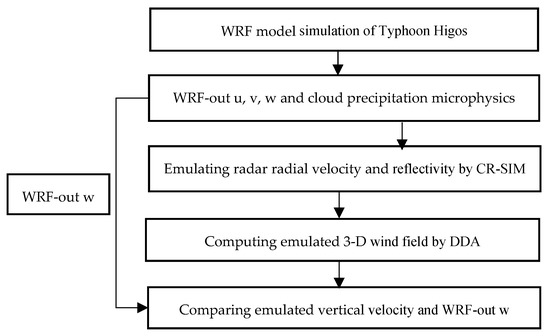 WRF model simulation of Typhoon Higos
WRF-out u, v, w and cloud precipitation microphysics
Emulating radar radial velocity and reflectivity by CR-SIM
WRF-out w
Computing emulated 3-D wind field by DDA
Comparing emulated vertical velocity and WRF-out w